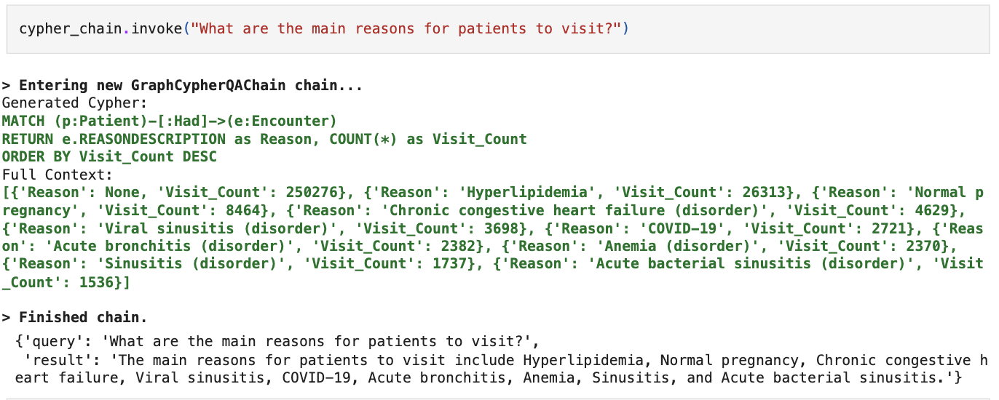 cypher_chain.invoke("What are the main reasons for patients to visit?")
> Entering new GraphCypherQAChain chain...
Generated Cypher:
MATCH (p:Patient)-[:Had]->(e:Encounter)
RETURN e.REASONDESCRIPTION as Reason, COUNT(*) as Visit_Count
ORDER BY Visit_Count DESC
Full Context:
[{'Reason': None, 'Visit_Count': 250276}, {'Reason': 'Hyperlipidemia', 'Visit_Count': 26313}, {'Reason': 'Normal p
regnancy', 'Visit_Count': 8464}, {'Reason': 'Chronic congestive heart failure (disorder)', 'Visit_Count': 4629},
{'Reason': 'Viral sinusitis (disorder)', 'Visit_Count': 3698}, {'Reason': 'COVID-19', 'Visit_Count': 2721}, {'Reas
on': 'Acute bronchitis (disorder)', 'Visit_Count': 2382}, {'Reason': 'Anemia (disorder)', 'Visit_Count': 2370},
{'Reason': 'Sinusitis (disorder)', 'Visit_Count': 1737}, {'Reason': 'Acute bacterial sinusitis (disorder)', 'Visit
_Count': 1536}]
> Finished chain.
{'query': 'What are the main reasons for patients to visit?',
'result': 'The main reasons for patients to visit include Hyperlipidemia, Normal pregnancy, Chronic congestive h
eart failure, Viral sinusitis, COVID-19, Acute bronchitis, Anemia, Sinusitis, and Acute bacterial sinusitis.'}